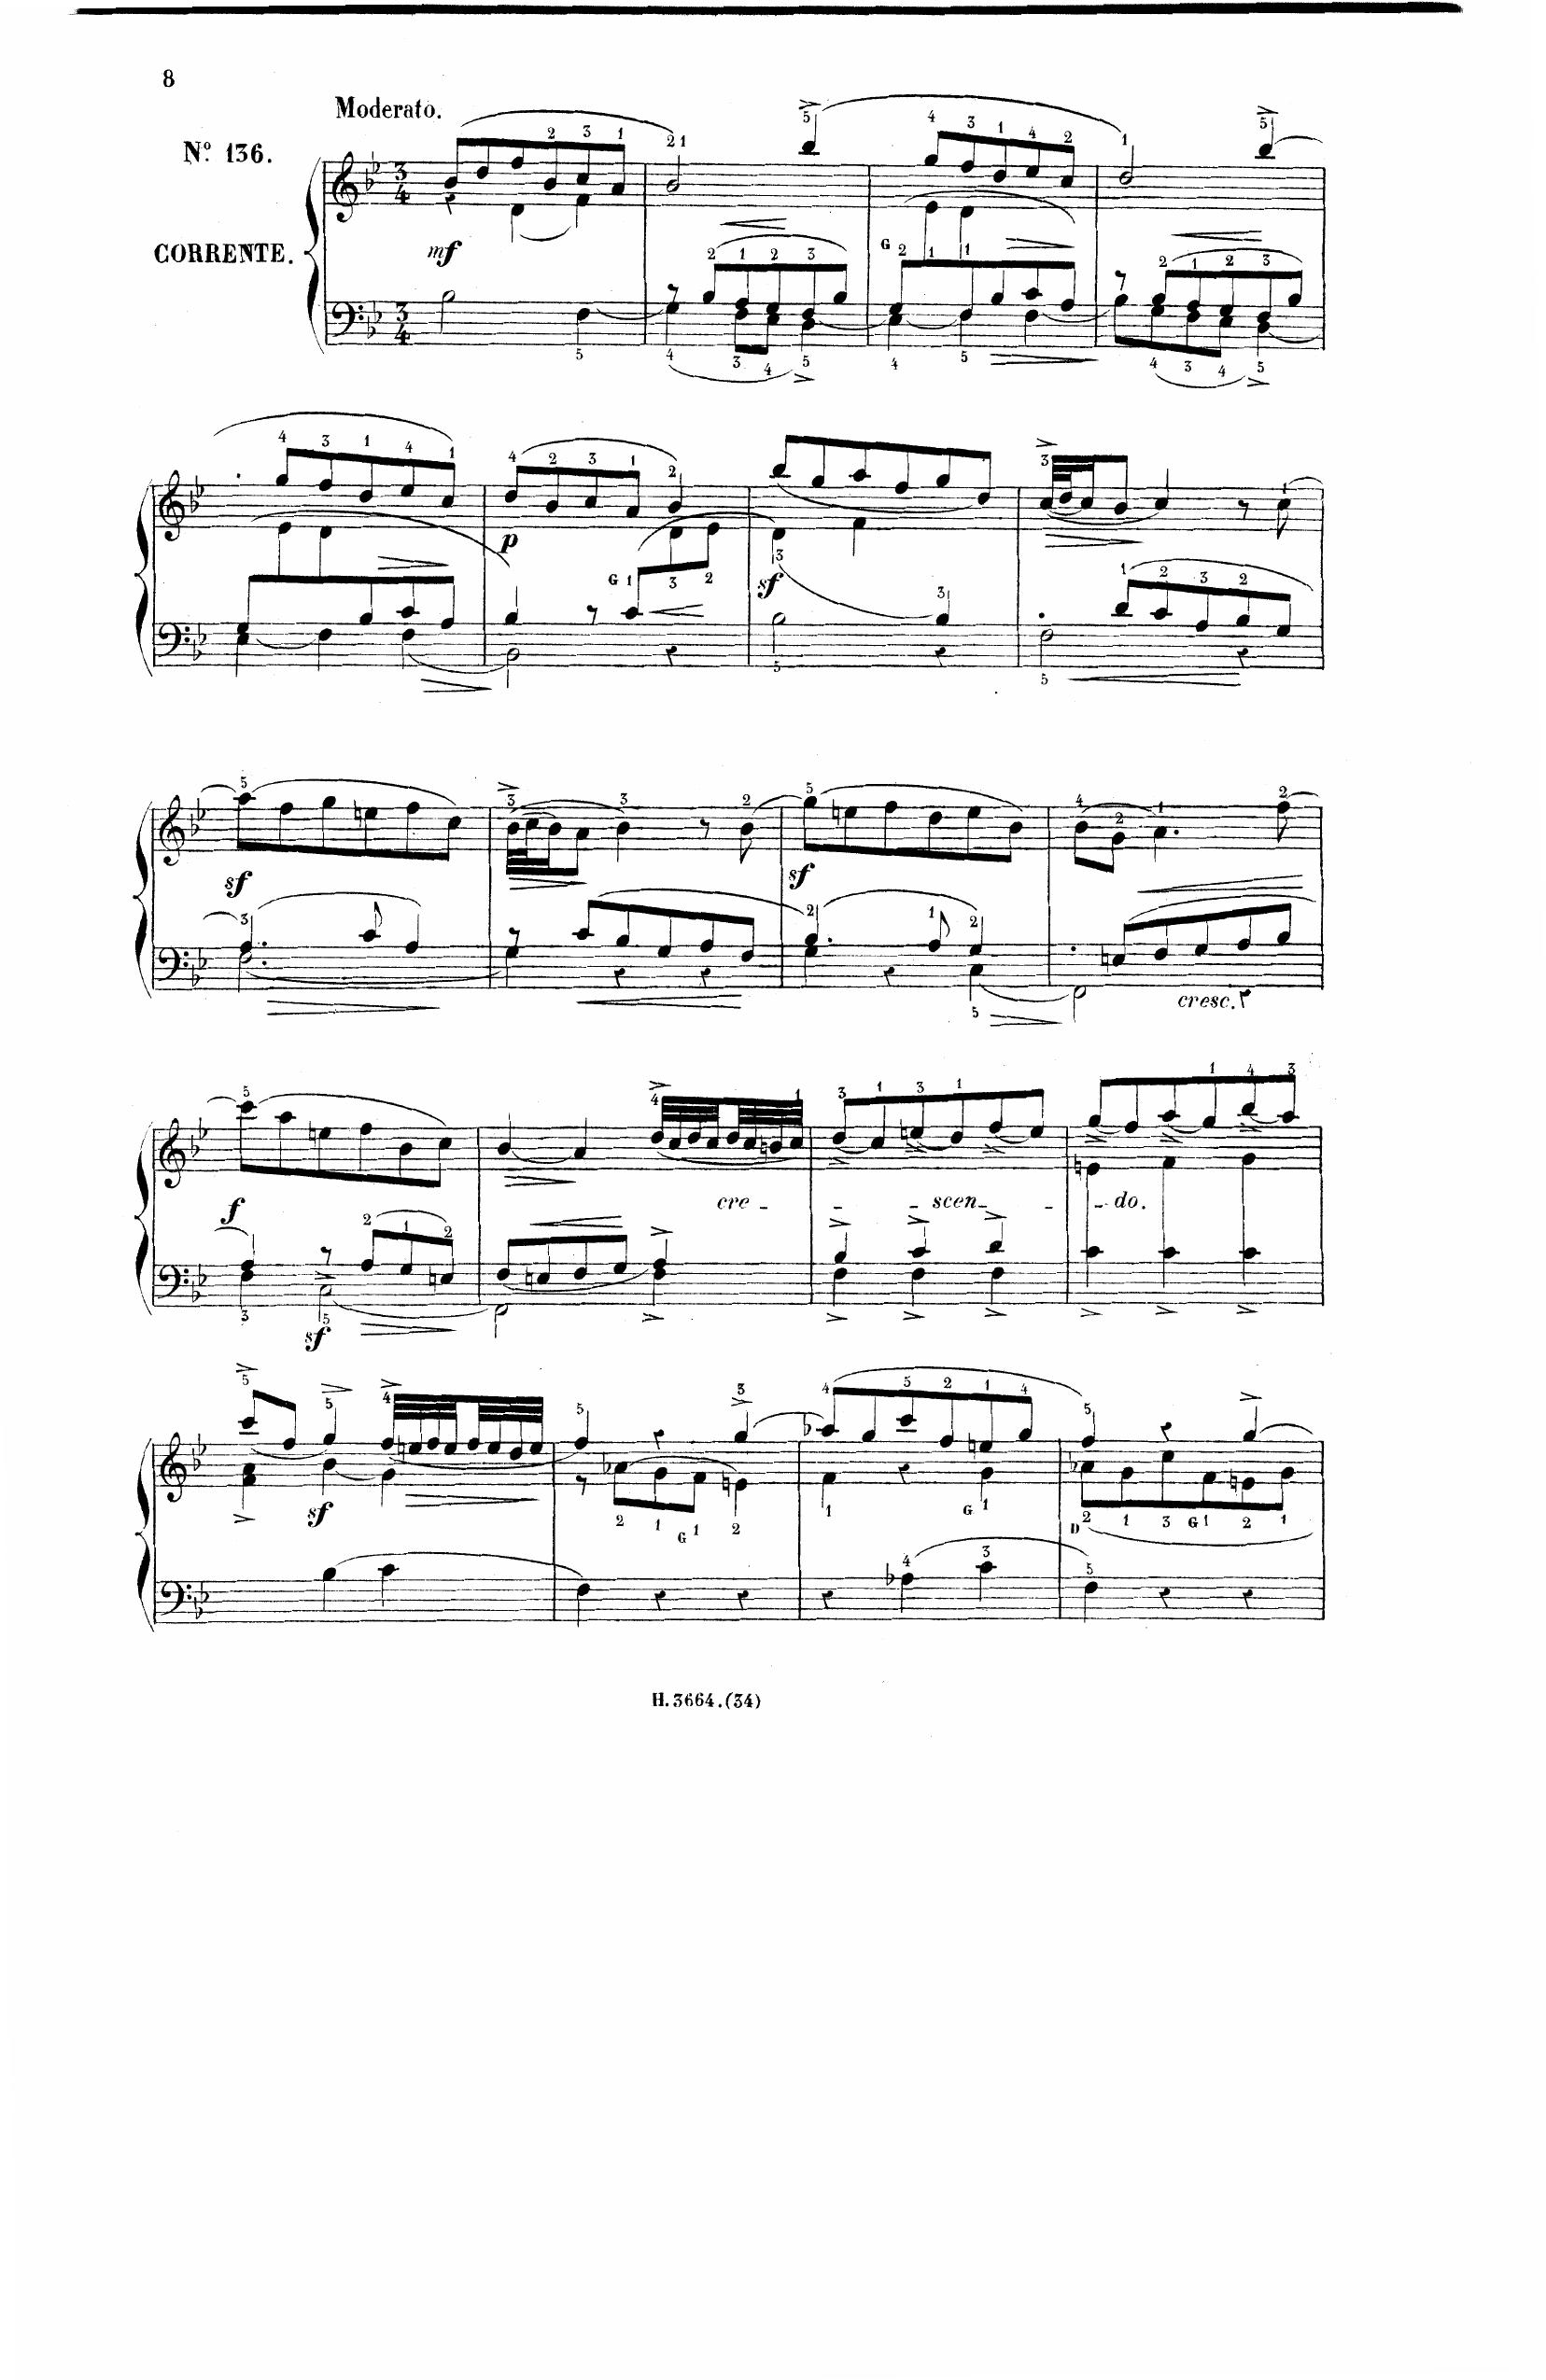 8
Moderato.
Nº. 136.
CORRENTE.
mf
G
p
G
sf
sf
sf
cresc.
f
cre - - - scen - - - do.
sf
sf
G
G
D
G
H. 3664. (34)